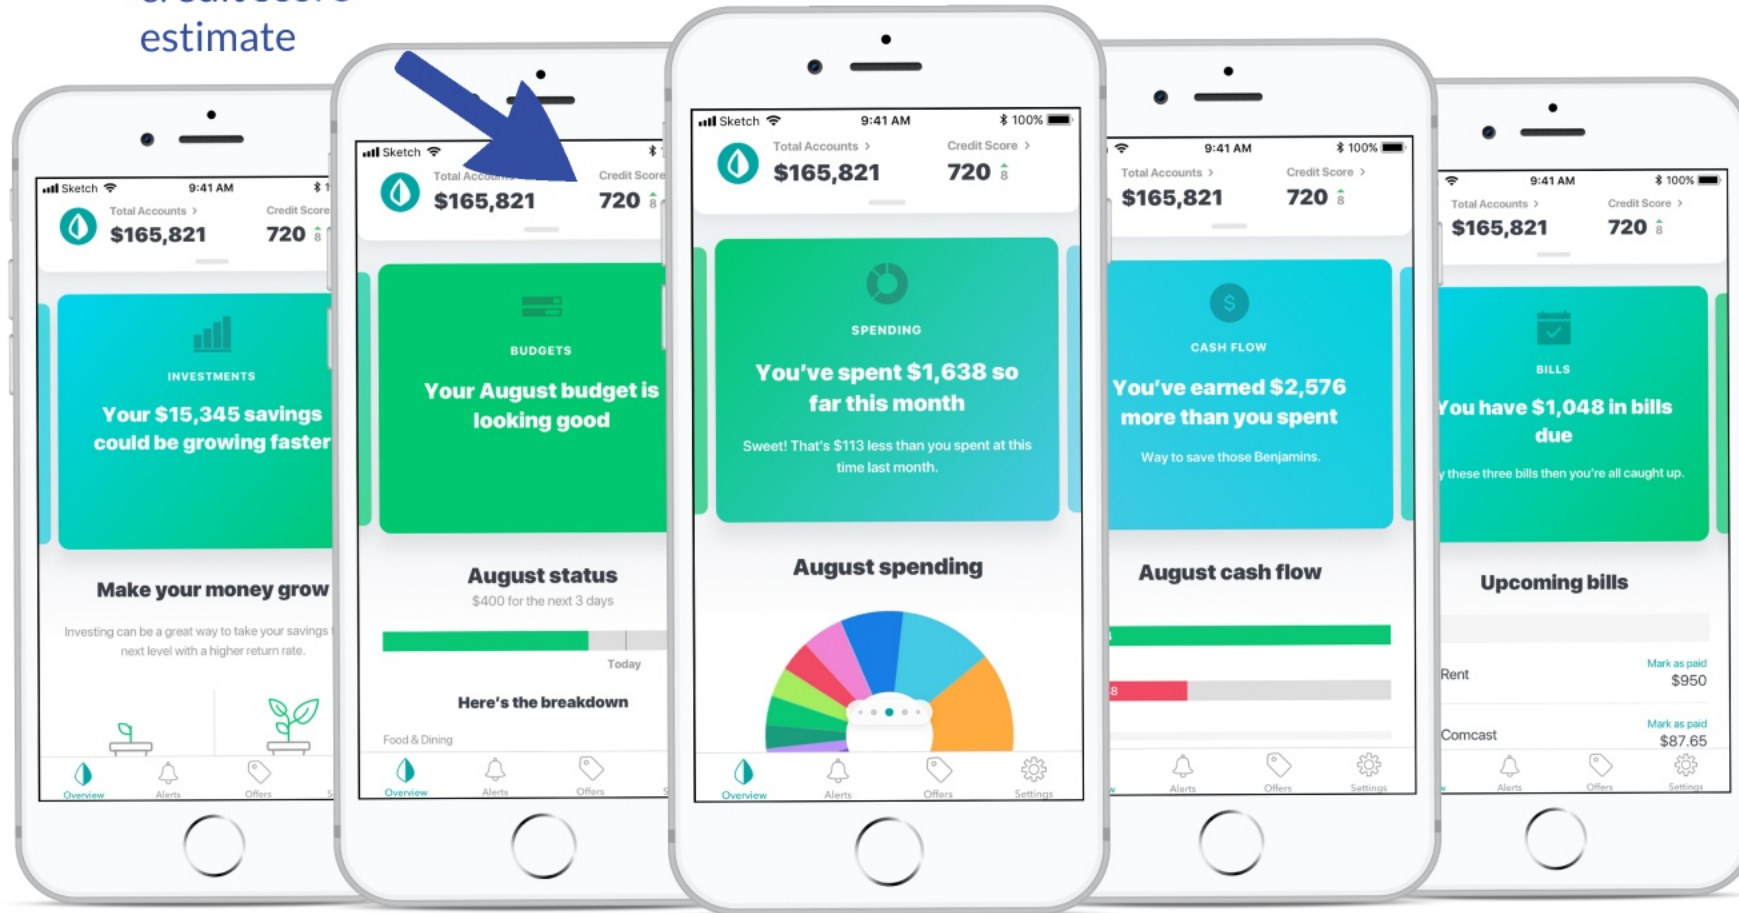 estimate
Sketch
9:41 AM
Total Accounts >
Credit Score
$165,821
720 8
INVESTMENTS
Your $15,345 savings
could be growing faster
Make your money grow
Investing can be a great way to take your savings
next level with a higher return rate.
Overview
Alerts
Offers
Sketch
Total Accounts
Credit Score
$165,821
720 8
BUDGETS
Your August budget is
looking good
August status
$400 for the next 3 days
Today
Here's the breakdown
Food & Dining
Overview
Alerts
Offers
Sketch
9:41 AM
100%
Total Accounts >
Credit Score >
$165,821
720 8
SPENDING
You've spent $1,638 so
far this month
Sweet! That's $113 less than you spent at this
time last month.
August spending
Overview
Alerts
Offers
Settings
9:41 AM
100%
Total Accounts >
Credit Score >
$165,821
720 8
$
CASH FLOW
You've earned $2,576
more than you spent
Way to save those Benjamins.
August cash flow
8
Alerts
Offers
Settings
9:41 AM
100%
Total Accounts >
Credit Score >
$165,821
720 8
BILLS
You have $1,048 in bills
due
these three bills then you're all caught up.
Upcoming bills
Mark as paid
Rent
$950
Mark as paid
Comcast
$87.65
Alerts
Offers
Settings